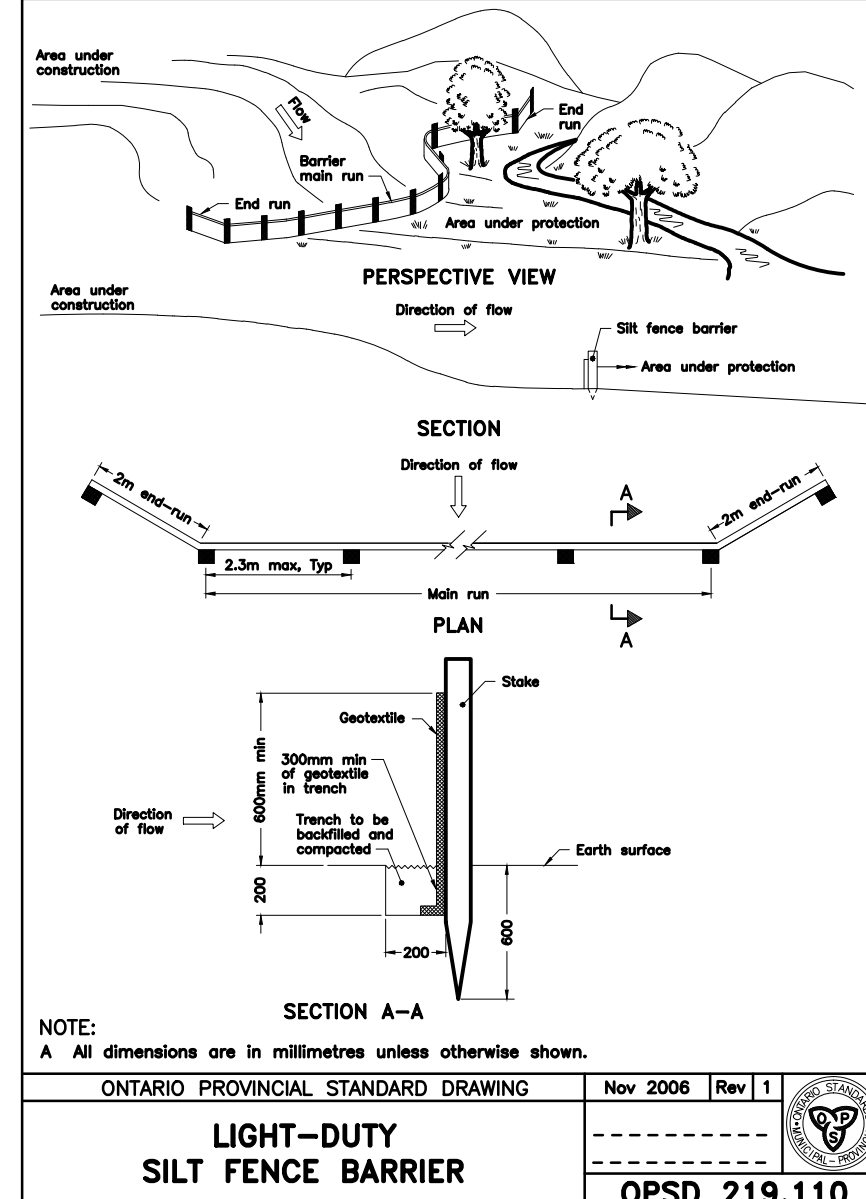 Area under
construction
Flow
End
run
Barrier
main run
End run
Area under protection
PERSPECTIVE VIEW
Area under
construction
Direction of flow
Silt fence barrier
Area under protection
SECTION
Direction of flow
2m end-run
A
2m end-run
2.3m max, Typ
Main run
PLAN
A
Stake
Geotextile
600mm min
300mm min
of geotextile
in trench
Direction
of flow
Trench to be
backfilled and
compacted
Earth surface
200
600
200
SECTION A-A
NOTE:
A All dimensions are in millimetres unless otherwise shown.
ONTARIO PROVINCIAL STANDARD DRAWING
Nov 2006 Rev 1
LIGHT-DUTY
SILT FENCE BARRIER
OPS
OPSD 219.110